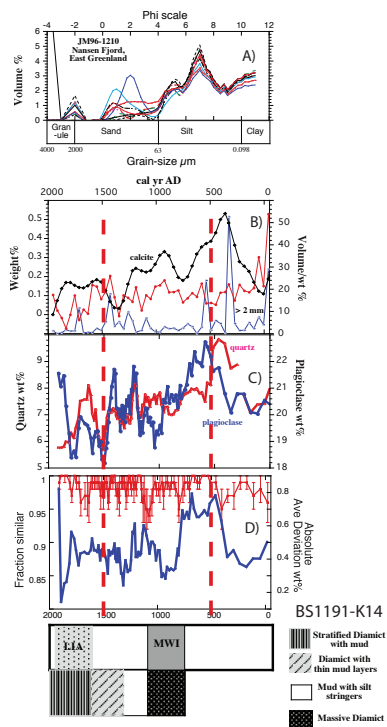 Phi scale
-4 -2 0 2 4 6 8 10 12
JM96-1210
Nansen Fjord,
East Greenland
A)
Volume %
6
5
4
3
2
1
0
Gran
-ule
Sand
Silt
Clay
4000 2000 63 0.098
Grain-size µm
cal yr AD
2000 1500 1000 500 0
B)
Weight%
0.5
0.4
0.3
0.2
0.1
0
calcite
> 2 mm
50
40
30
20
10
0
Volume/wt %
C)
Quartz wt%
9
8
7
6
5
quartz
plagioclase
22
21
20
19
18
Plagioclase wt%
D)
Fraction similar
1
0.95
0.9
0.85
0.8
0.6
0.4
0.2
0.0
Absolute
Ave Deviation wt%
2000 1500 1000 500 0
BS1191-K14
LIA
MWI
Stratified Diamict
with mud
Diamict with
thin mud layers
Mud with silt
stringers
Massive Diamict